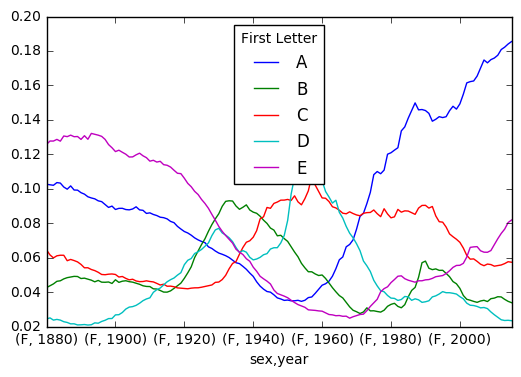 0.20
0.18
0.16
0.14
0.12
0.10
0.08
0.06
0.04
0.02
First Letter
A
B
C
D
E
(F, 1880) (F, 1900) (F, 1920) (F, 1940) (F, 1960) (F, 1980) (F, 2000)
sex,year